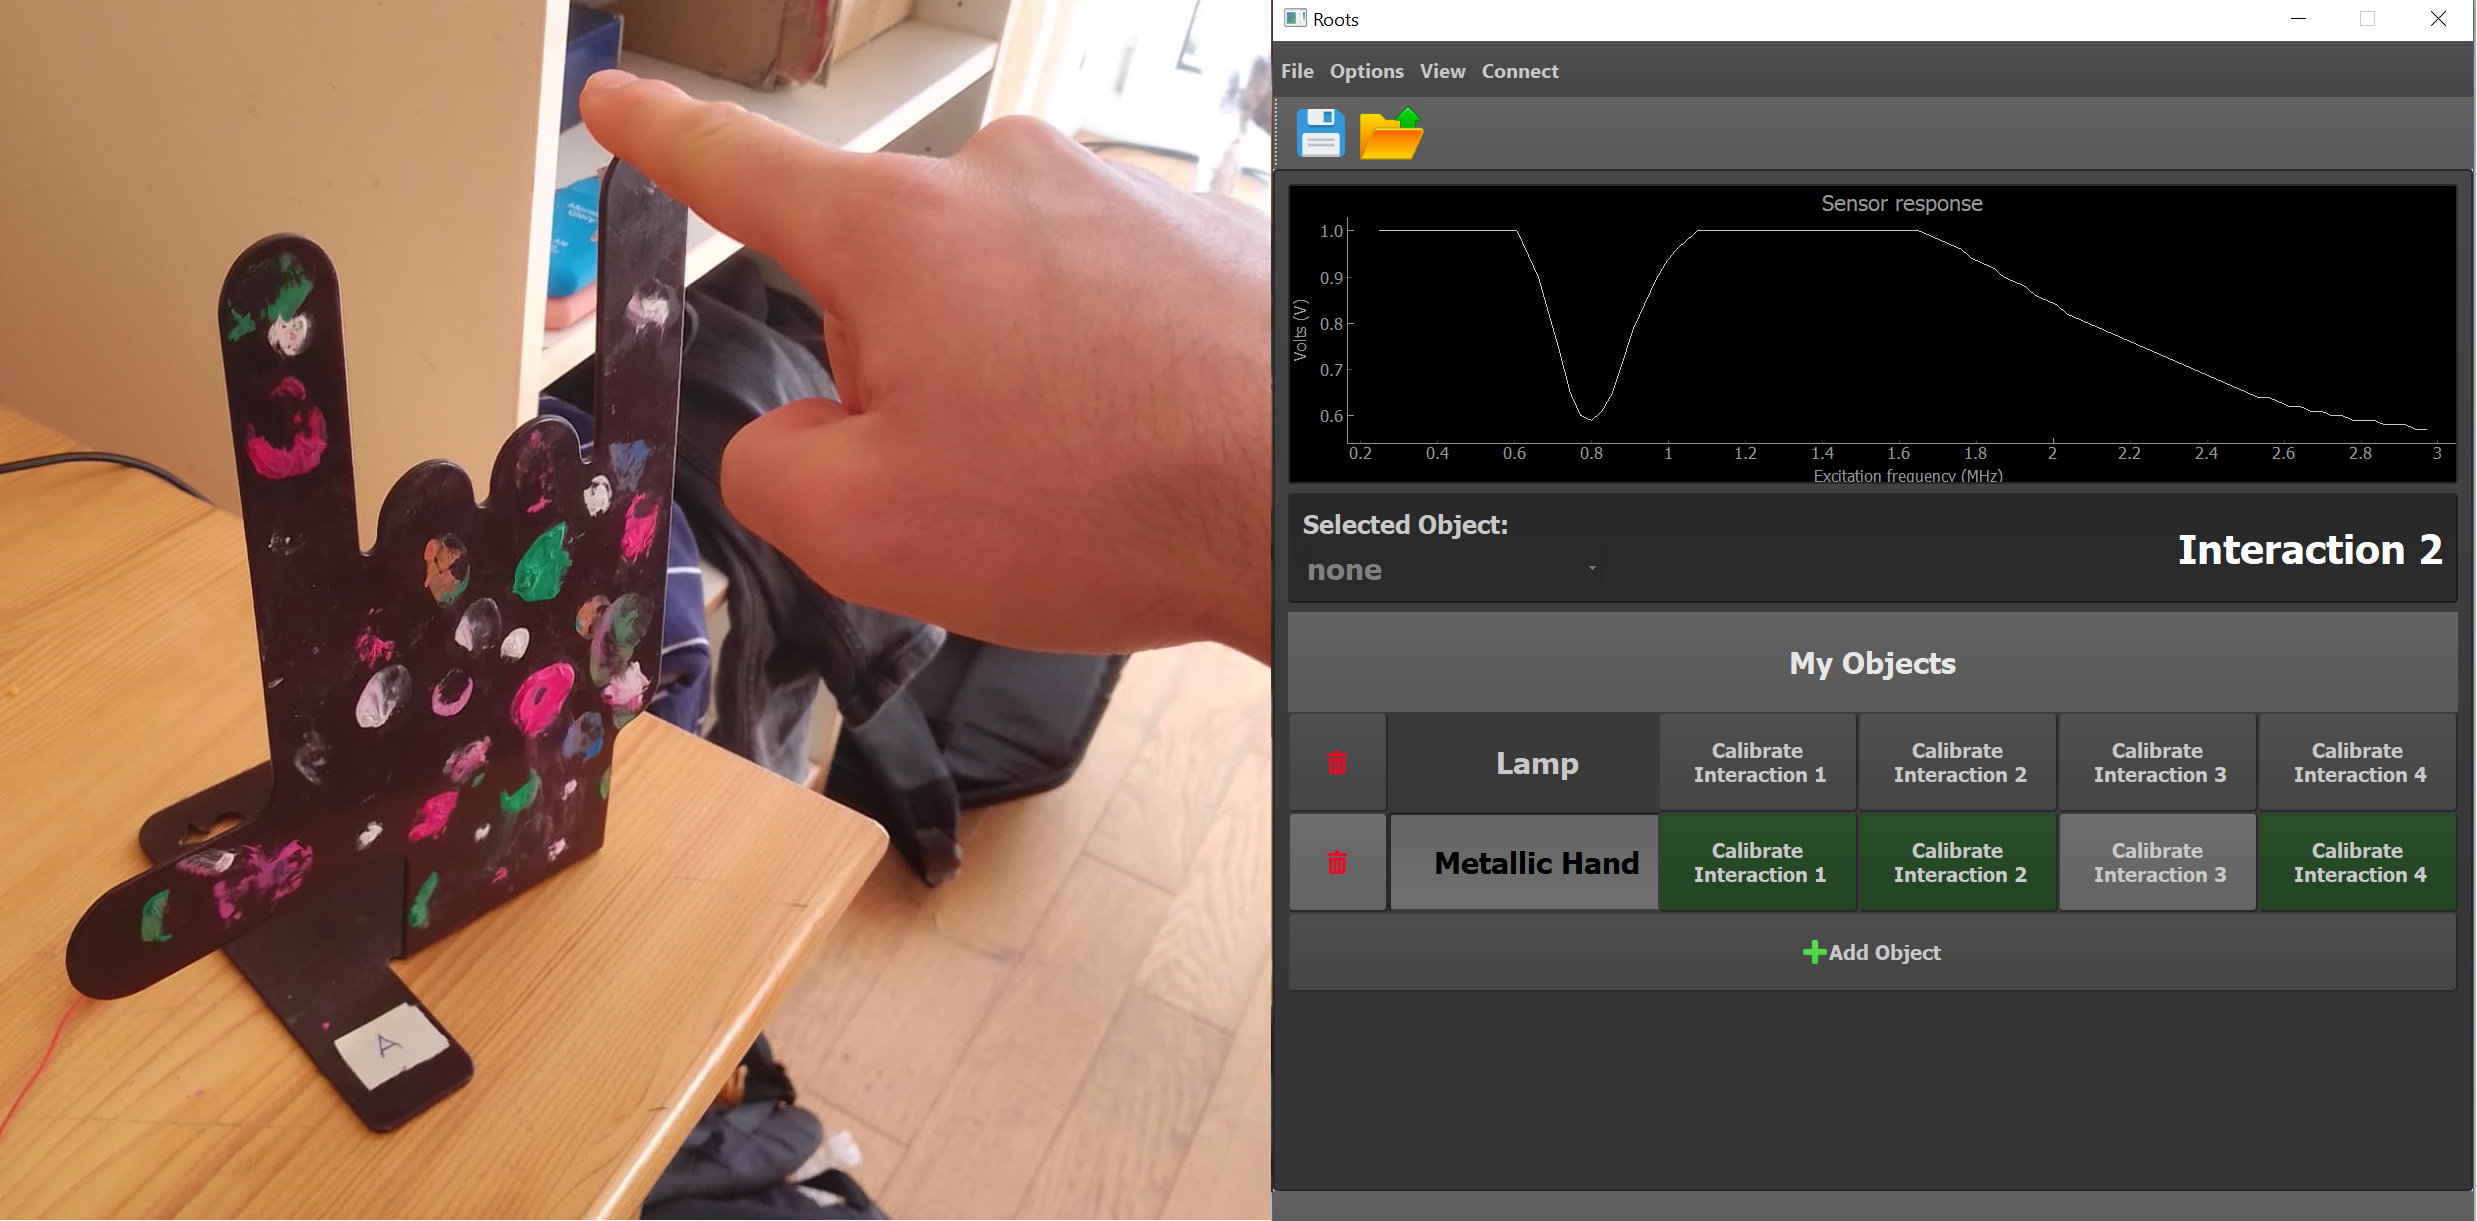 A
Roots
File Options View Connect
Sensor response
1.0
0.9
0.8
0.7
0.6
Volts (V)
0.2 0.4 0.6 0.8 1 1.2 1.4 1.6 1.8 2 2.2 2.4 2.6 2.8 3
Excitation frequency (MHz)
Selected Object:
none
Interaction 2
My Objects
Lamp
Calibrate
Interaction 1
Calibrate
Interaction 2
Calibrate
Interaction 3
Calibrate
Interaction 4
Metallic Hand
Calibrate
Interaction 1
Calibrate
Interaction 2
Calibrate
Interaction 3
Calibrate
Interaction 4
Add Object